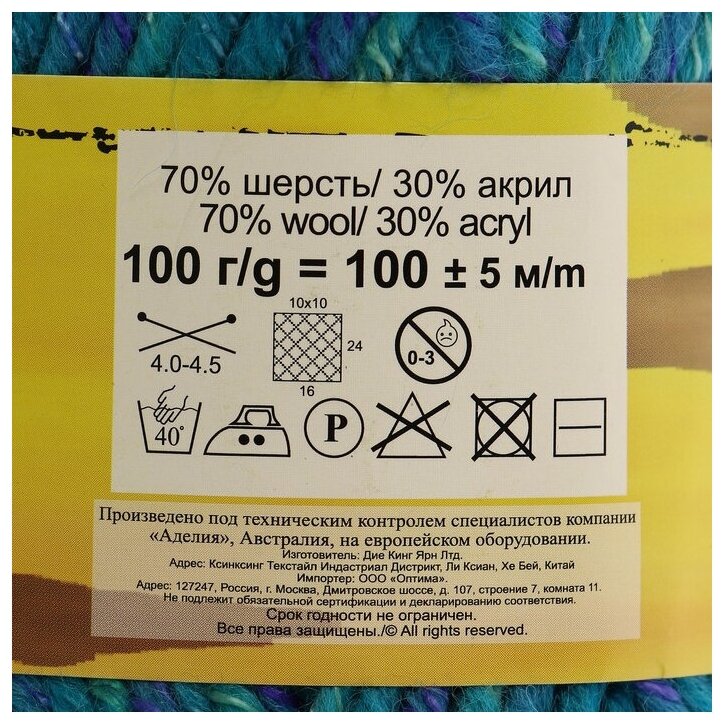 70% шерсть/ 30% акрил
70% wool/ 30% acryl
100 г/g = 100 ± 5 м/m
10x10
24
16
4.0-4.5
0-3
40°
P
Произведено под техническим контролем специалистов компании
«Аделия», Австралия, на европейском оборудовании.
Изготовитель: Дие Кинг Ярн Лтд.
Адрес: Ксинксинг Текстайл Индастриал Дистрикт, Ли Ксиан, Хе Бей, Китай
Импортер: ООО «Оптима».
Адрес: 127247, Россия, г. Москва, Дмитровское шоссе, д. 107, строение 7, комната 11.
Не подлежит обязательной сертификации и декларированию соответствия.
Срок годности не ограничен.
Все права защищены./© All rights reserved.